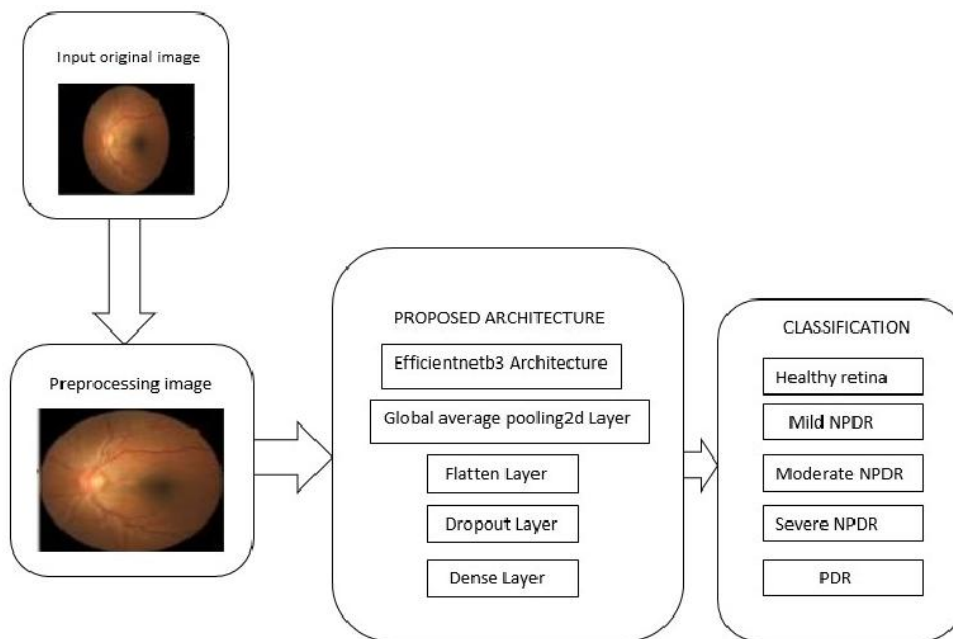 Input original image
Preprocessing image
PROPOSED ARCHITECTURE
Efficientnetb3 Architecture
Global average pooling2d Layer
Flatten Layer
Dropout Layer
Dense Layer
CLASSIFICATION
Healthy retina
Mild NPDR
Moderate NPDR
Severe NPDR
PDR